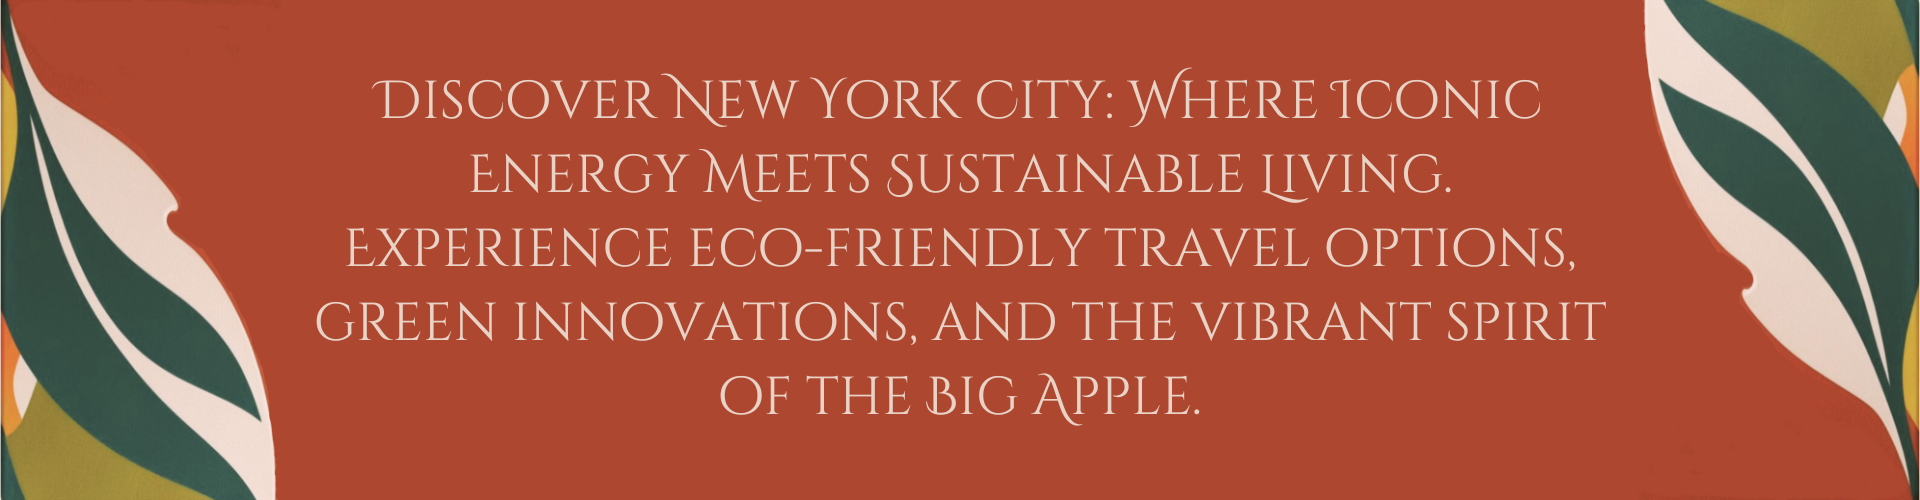 Discover New York City: Where Iconic
Energy Meets Sustainable Living.
Experience eco-friendly travel options,
green innovations, and the vibrant spirit
of the Big Apple.